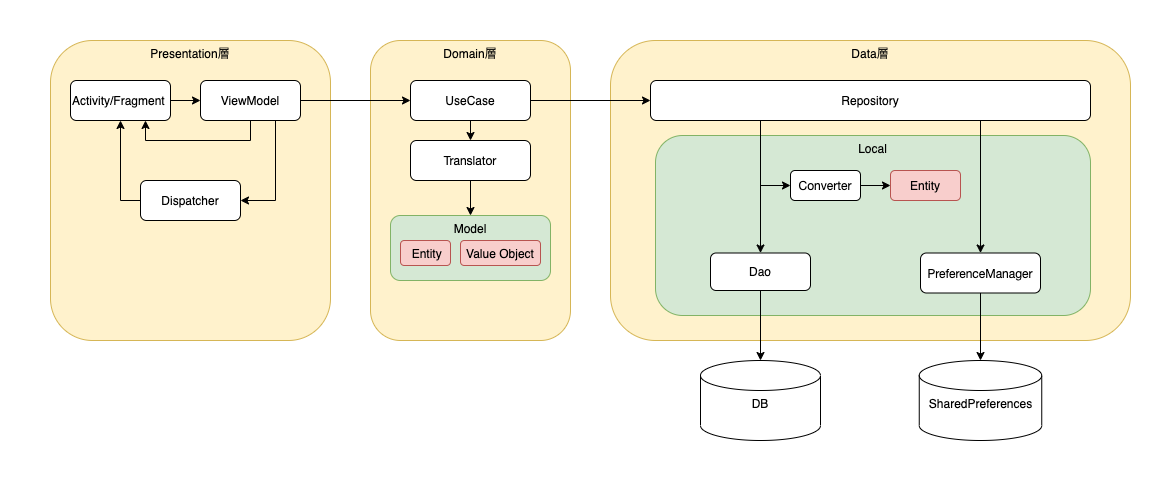 Presentation層
Activity/Fragment
ViewModel
Dispatcher
Domain層
UseCase
Translator
Model
Entity
Value Object
Data層
Repository
Local
Converter
Entity
Dao
PreferenceManager
DB
SharedPreferences